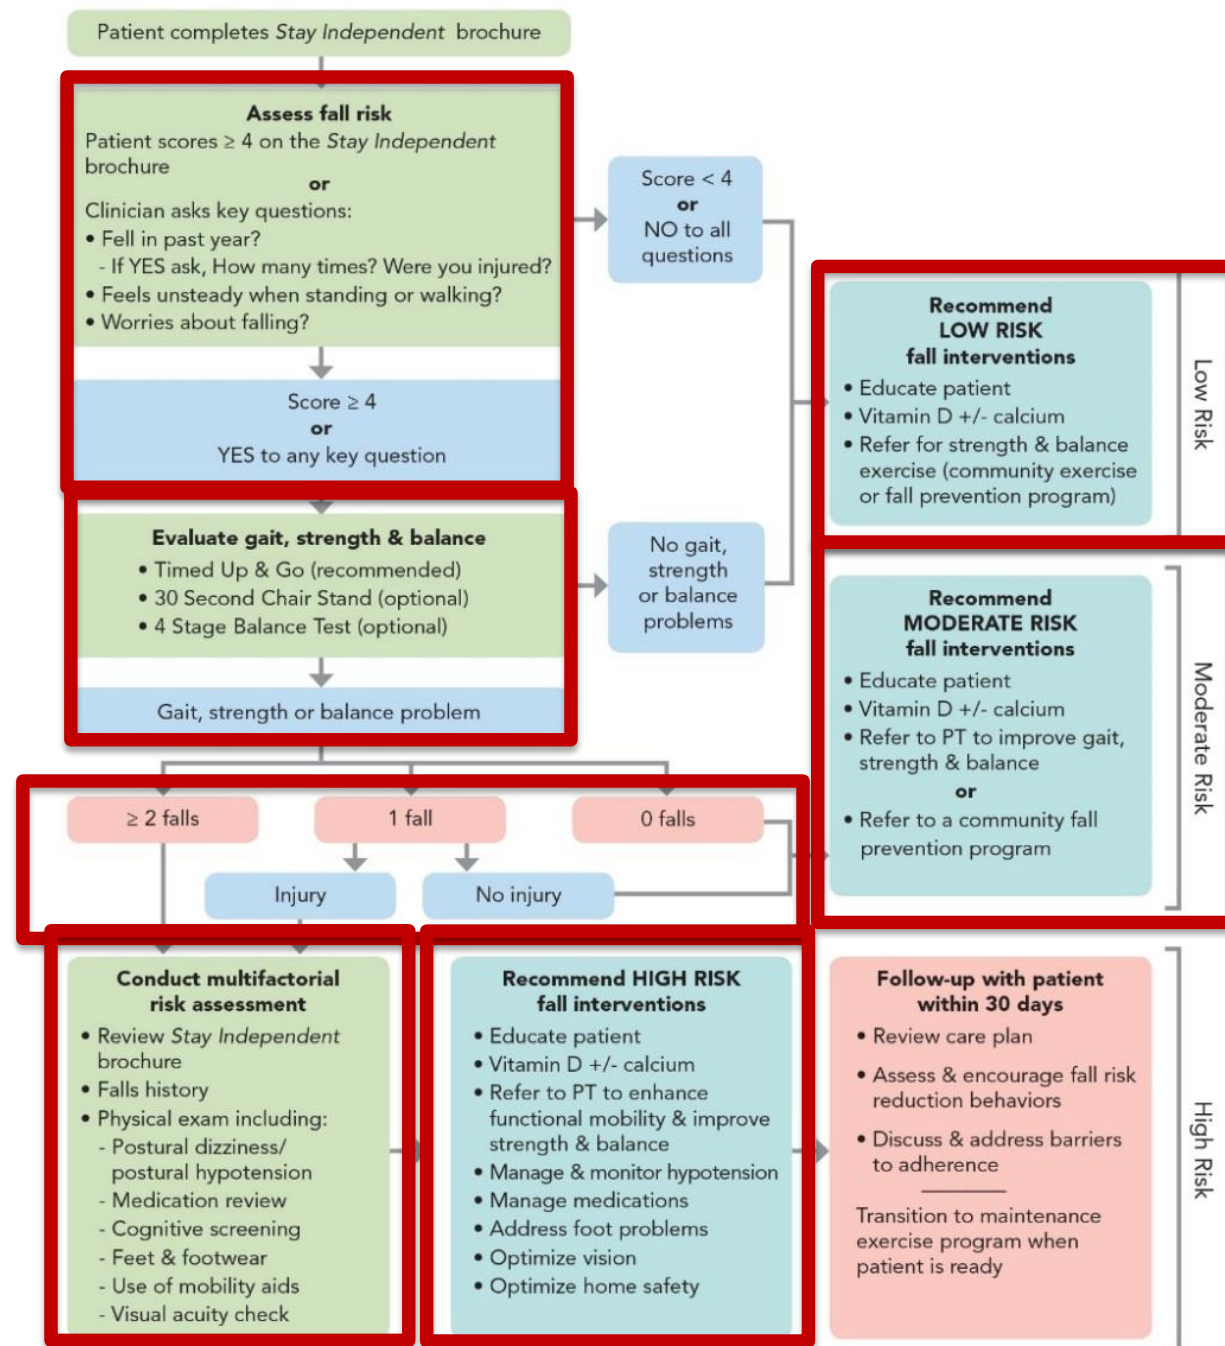 Patient completes Stay Independent brochure
Assess fall risk
Patient scores ≥ 4 on the Stay Independent
brochure
or
Clinician asks key questions:
• Fell in past year?
- If YES ask, How many times? Were you injured?
• Feels unsteady when standing or walking?
• Worries about falling?
Score < 4
or
NO to all
questions
Score ≥ 4
or
YES to any key question
Evaluate gait, strength & balance
• Timed Up & Go (recommended)
• 30 Second Chair Stand (optional)
• 4 Stage Balance Test (optional)
No gait,
strength
or balance
problems
Gait, strength or balance problem
Recommend
LOW RISK
fall interventions
• Educate patient
• Vitamin D +/- calcium
• Refer for strength & balance
exercise (community exercise
or fall prevention program)
Low Risk
Recommend
MODERATE RISK
fall interventions
• Educate patient
• Vitamin D +/- calcium
• Refer to PT to improve gait,
strength & balance
or
• Refer to a community fall
prevention program
Moderate Risk
≥ 2 falls
1 fall
0 falls
Injury
No injury
Conduct multifactorial
risk assessment
• Review Stay Independent
brochure
• Falls history
• Physical exam including:
- Postural dizziness/
postural hypotension
- Medication review
- Cognitive screening
- Feet & footwear
- Use of mobility aids
- Visual acuity check
Recommend HIGH RISK
fall interventions
• Educate patient
• Vitamin D +/- calcium
• Refer to PT to enhance
functional mobility & improve
strength & balance
• Manage & monitor hypotension
• Manage medications
• Address foot problems
• Optimize vision
• Optimize home safety
Follow-up with patient
within 30 days
• Review care plan
• Assess & encourage fall risk
reduction behaviors
• Discuss & address barriers
to adherence
Transition to maintenance
exercise program when
patient is ready
High Risk